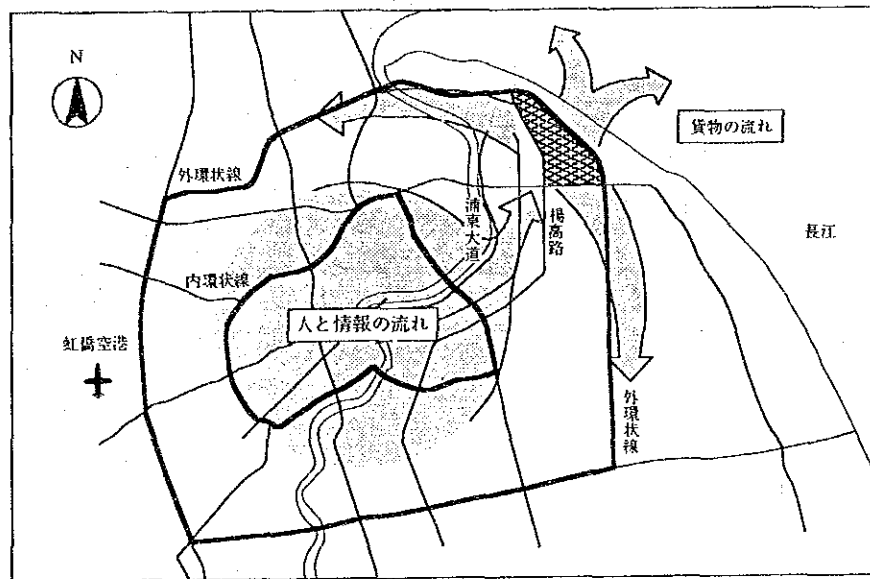 N
貨物の流れ
外環状線
浦東大道
楊高路
長江
内環状線
人と情報の流れ
虹橋空港
外環状線